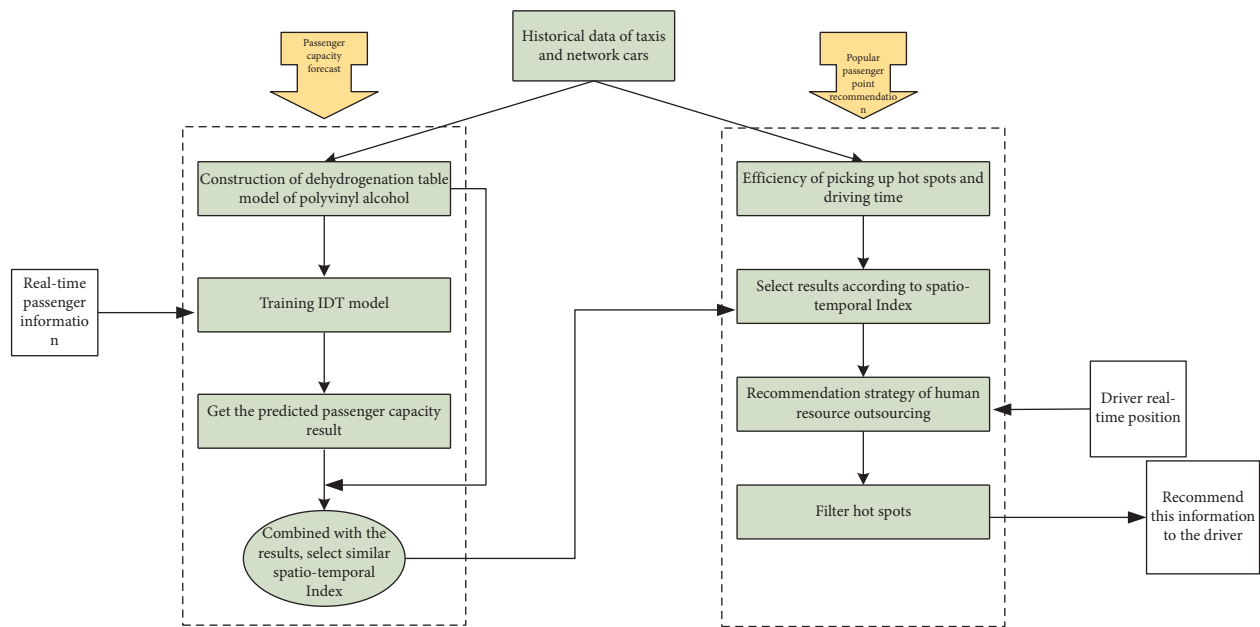 Passenger
capacity
forecast
Historical data of taxis
and network cars
Popular
passenger
point
recommendatio
n
Construction of dehydrogenation table
model of polyvinyl alcohol
Efficiency of picking up hot spots and
driving time
Real-time
passenger
informatio
n
Training IDT model
Select results according to spatio-
temporal Index
Get the predicted passenger capacity
result
Recommendation strategy of human
resource outsourcing
Driver real-
time position
Combined with the
results, select similar
spatio-temporal
Index
Filter hot spots
Recommend
this information
to the driver